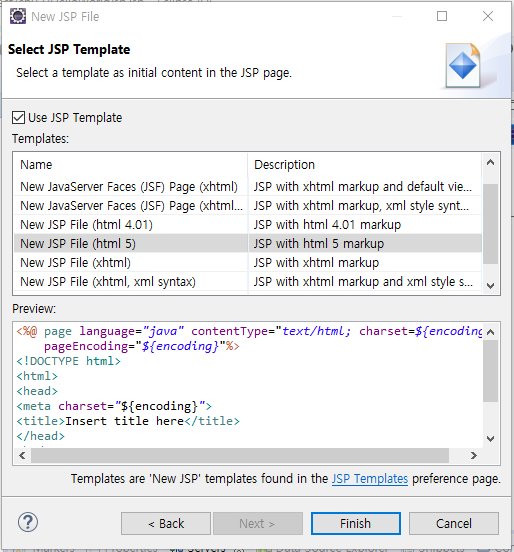 New JSP File
Select JSP Template
Select a template as initial content in the JSP page.
Use JSP Template
Templates:
Name Description
New JavaServer Faces (JSF) Page (xhtml) JSP with xhtml markup and default vie...
New JavaServer Faces (JSF) Page (xhtml... JSP with xhtml markup, xml style synt...
New JSP File (html 4.01) JSP with html 4.01 markup
New JSP File (html 5) JSP with html 5 markup
New JSP File (xhtml) JSP with xhtml markup
New JSP File (xhtml, xml syntax) JSP with xhtml markup and xml style s...
Preview:
<%@ page language="java" contentType="text/html; charset=${encoding
pageEncoding="${encoding}"%>
<!DOCTYPE html>
<html>
<head>
<meta charset="${encoding}">
<title>Insert title here</title>
</head>
Templates are 'New JSP' templates found in the JSP Templates preference page.
< Back Next > Finish Cancel